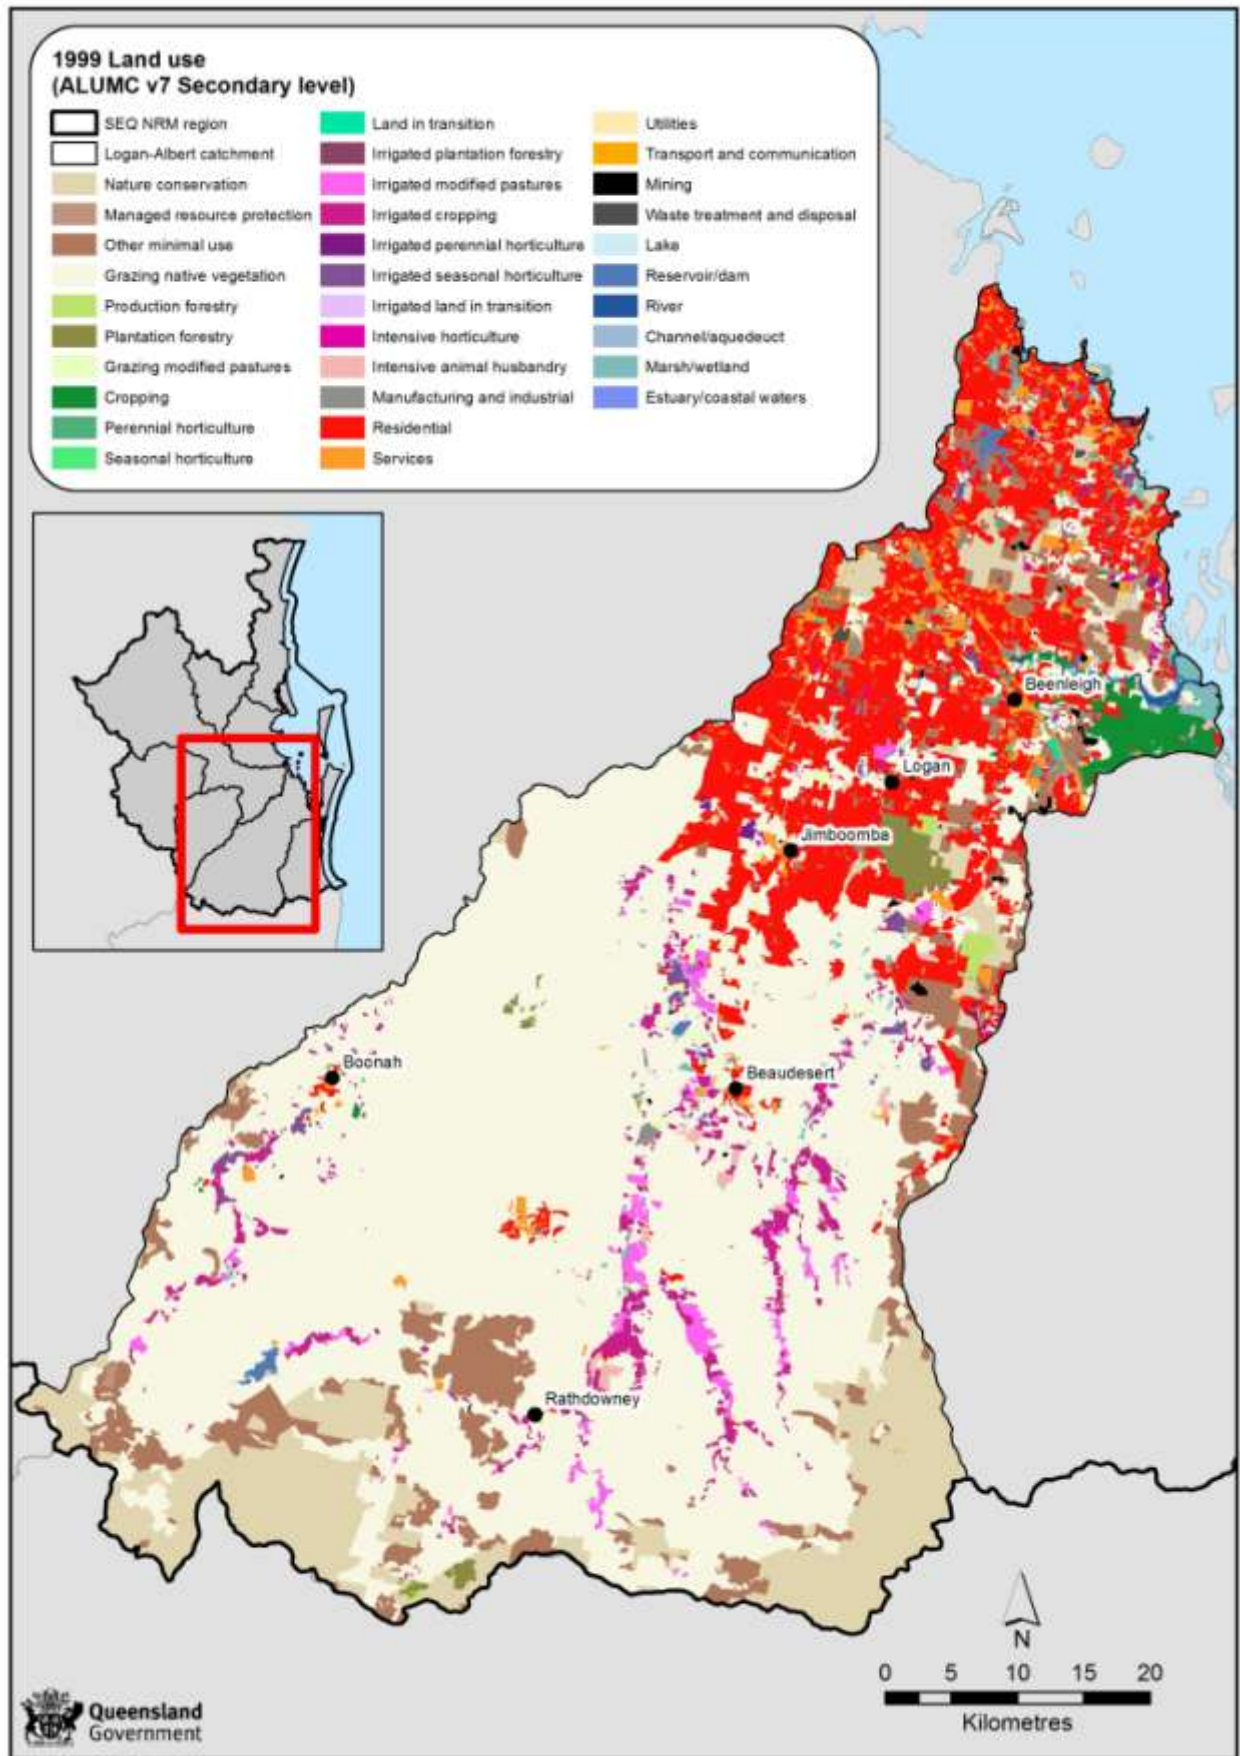 1999 Land use
(ALUMC v7 Secondary level)
SEQ NRM region
Logan-Albert catchment
Nature conservation
Managed resource protection
Other minimal use
Grazing native vegetation
Production forestry
Plantation forestry
Grazing modified pastures
Cropping
Perennial horticulture
Seasonal horticulture
Land in transition
Irrigated plantation forestry
Irrigated modified pastures
Irrigated cropping
Irrigated perennial horticulture
Irrigated seasonal horticulture
Irrigated land in transition
Intensive horticulture
Intensive animal husbandry
Manufacturing and industrial
Residential
Services
Utilities
Transport and communication
Mining
Waste treatment and disposal
Lake
Reservoir/dam
River
Channel/aquedeuct
Marsh/wetland
Estuary/coastal waters
Beenleigh
Logan
Jimboomba
Boonah
Beaudesert
Rathdowney
N
0 5 10 15 20
Kilometres
Queensland
Government